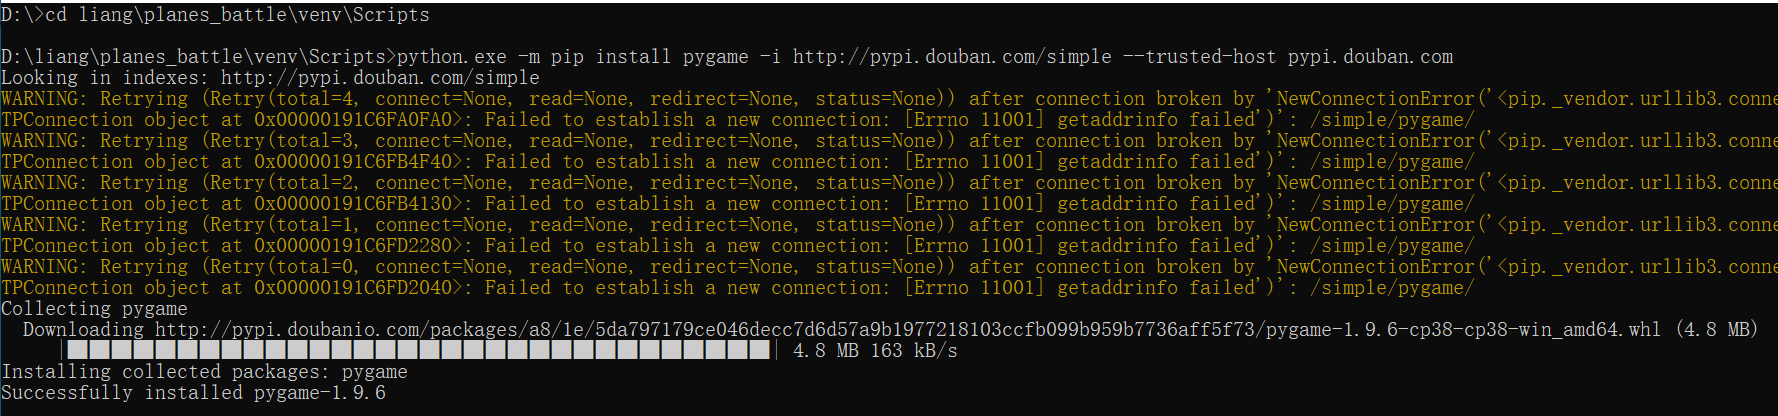 D:\>cd liang\planes_battle\venv\Scripts
D:\liang\planes_battle\venv\Scripts>python.exe -m pip install pygame -i http://pypi.douban.com/simple --trusted-host pypi.douban.com
Looking in indexes: http://pypi.douban.com/simple
WARNING: Retrying (Retry(total=4, connect=None, read=None, redirect=None, status=None)) after connection broken by 'NewConnectionError('<pip._vendor.urllib3.conne
TPConnection object at 0x00000191C6FA0FA0>: Failed to establish a new connection: [Errno 11001] getaddrinfo failed')': /simple/pygame/
WARNING: Retrying (Retry(total=3, connect=None, read=None, redirect=None, status=None)) after connection broken by 'NewConnectionError('<pip._vendor.urllib3.conne
TPConnection object at 0x00000191C6FB4F40>: Failed to establish a new connection: [Errno 11001] getaddrinfo failed')': /simple/pygame/
WARNING: Retrying (Retry(total=2, connect=None, read=None, redirect=None, status=None)) after connection broken by 'NewConnectionError('<pip._vendor.urllib3.conne
TPConnection object at 0x00000191C6FB4130>: Failed to establish a new connection: [Errno 11001] getaddrinfo failed')': /simple/pygame/
WARNING: Retrying (Retry(total=1, connect=None, read=None, redirect=None, status=None)) after connection broken by 'NewConnectionError('<pip._vendor.urllib3.conne
TPConnection object at 0x00000191C6FD2280>: Failed to establish a new connection: [Errno 11001] getaddrinfo failed')': /simple/pygame/
WARNING: Retrying (Retry(total=0, connect=None, read=None, redirect=None, status=None)) after connection broken by 'NewConnectionError('<pip._vendor.urllib3.conne
TPConnection object at 0x00000191C6FD2040>: Failed to establish a new connection: [Errno 11001] getaddrinfo failed')': /simple/pygame/
Collecting pygame
Downloading http://pypi.doubanio.com/packages/a8/1e/5da797179ce046decc7d6d57a9b1977218103ccfb099b959b7736aff5f73/pygame-1.9.6-cp38-cp38-win_amd64.whl (4.8 MB)
4.8 MB 163 kB/s
Installing collected packages: pygame
Successfully installed pygame-1.9.6